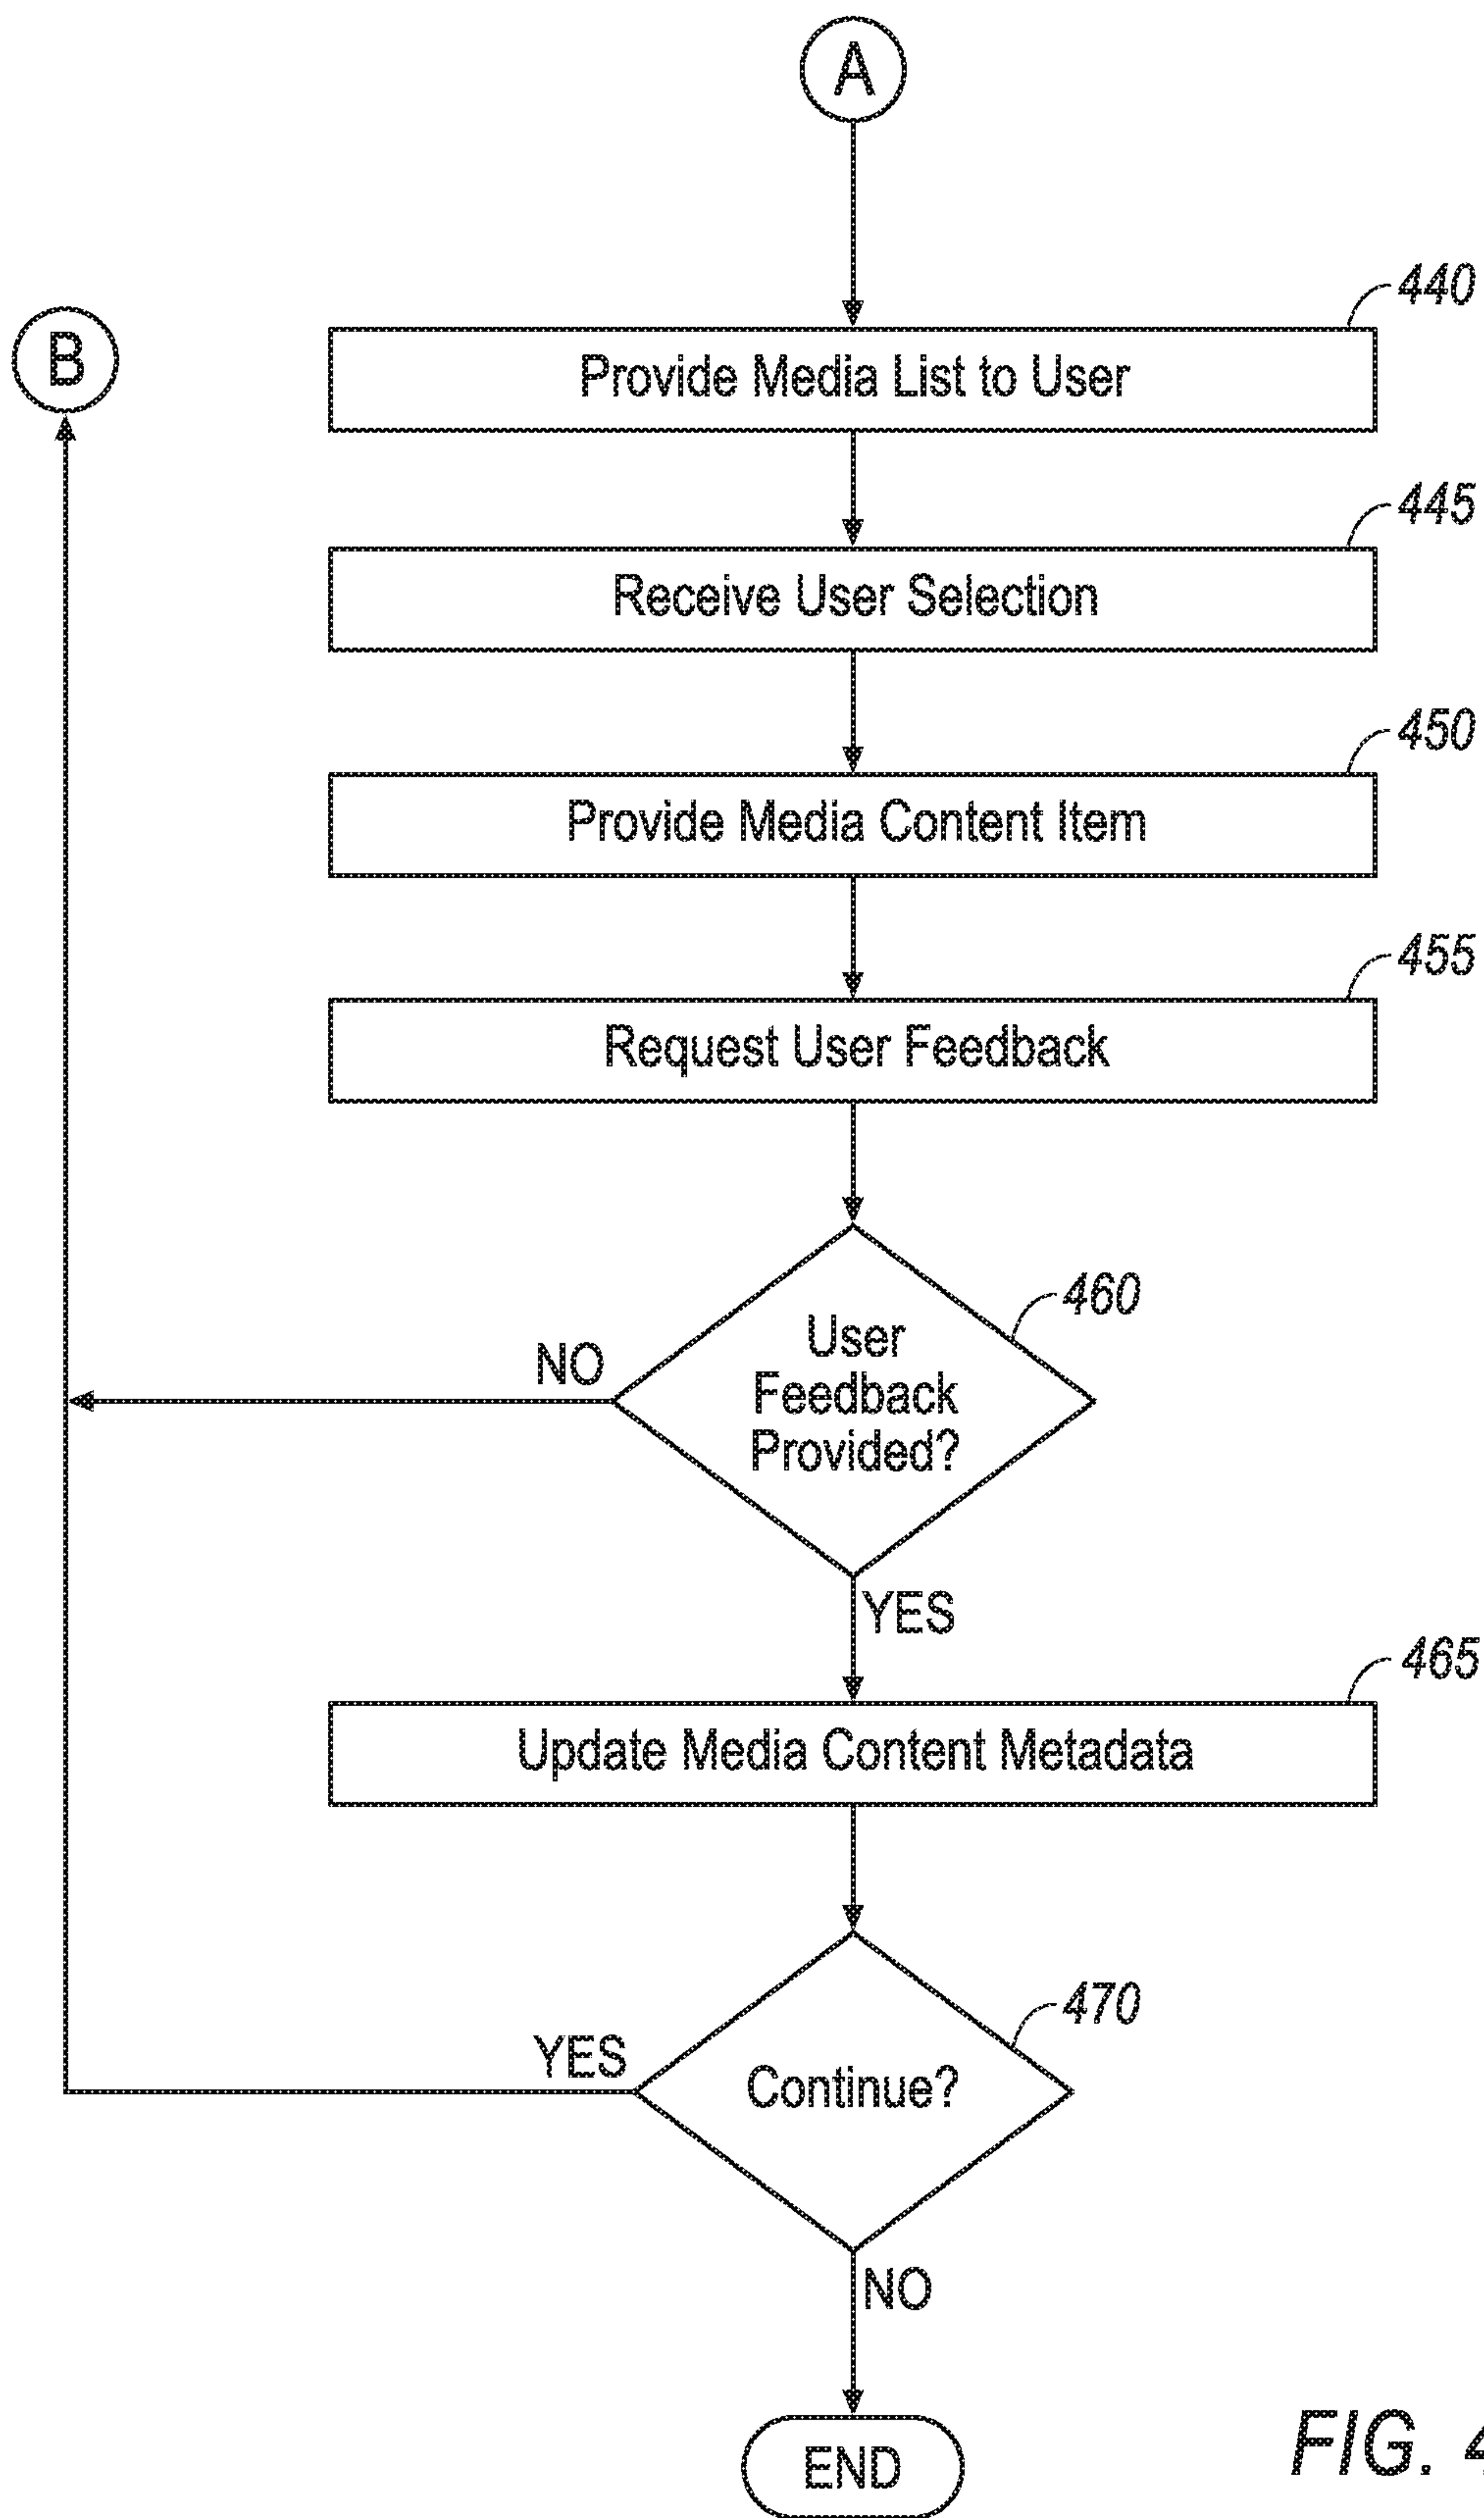 A
440
B
Provide Media List to User
445
Receive User Selection
450
Provide Media Content Item
455
Request User Feedback
460
NO
User
Feedback
Provided?
YES
465
Update Media Content Metadata
470
YES
Continue?
NO
END
FIG.